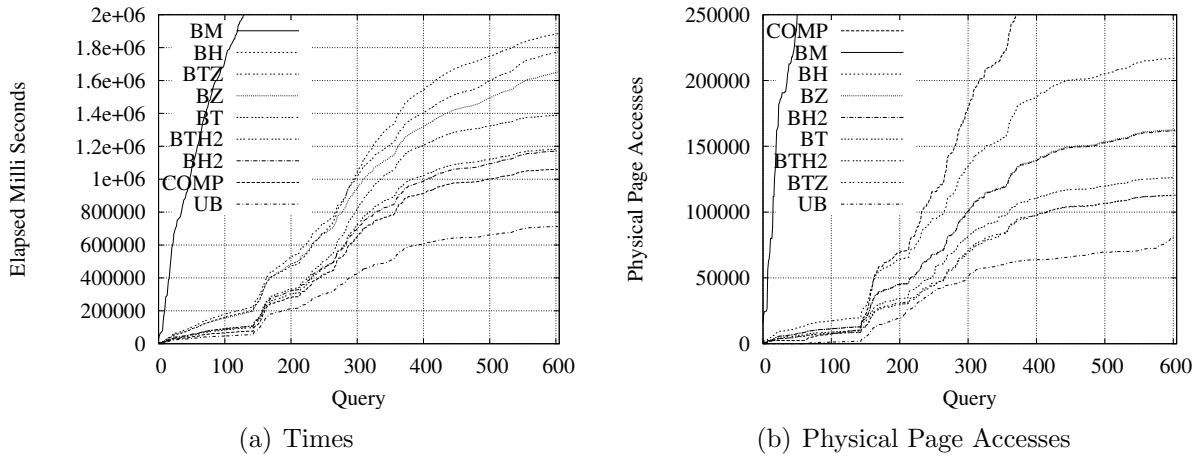 Elapsed Milli Seconds
2e+06
1.8e+06
1.6e+06
1.4e+06
1.2e+06
1e+06
800000
600000
400000
200000
0
BM
BH
BTZ
BZ
BT
BTH2
BH2
COMP
UB
0 100 200 300 400 500 600
Query
(a) Times
Physical Page Accesses
250000
200000
150000
100000
50000
0
COMP
BM
BH
BZ
BH2
BT
BTH2
BTZ
UB
0 100 200 300 400 500 600
Query
(b) Physical Page Accesses